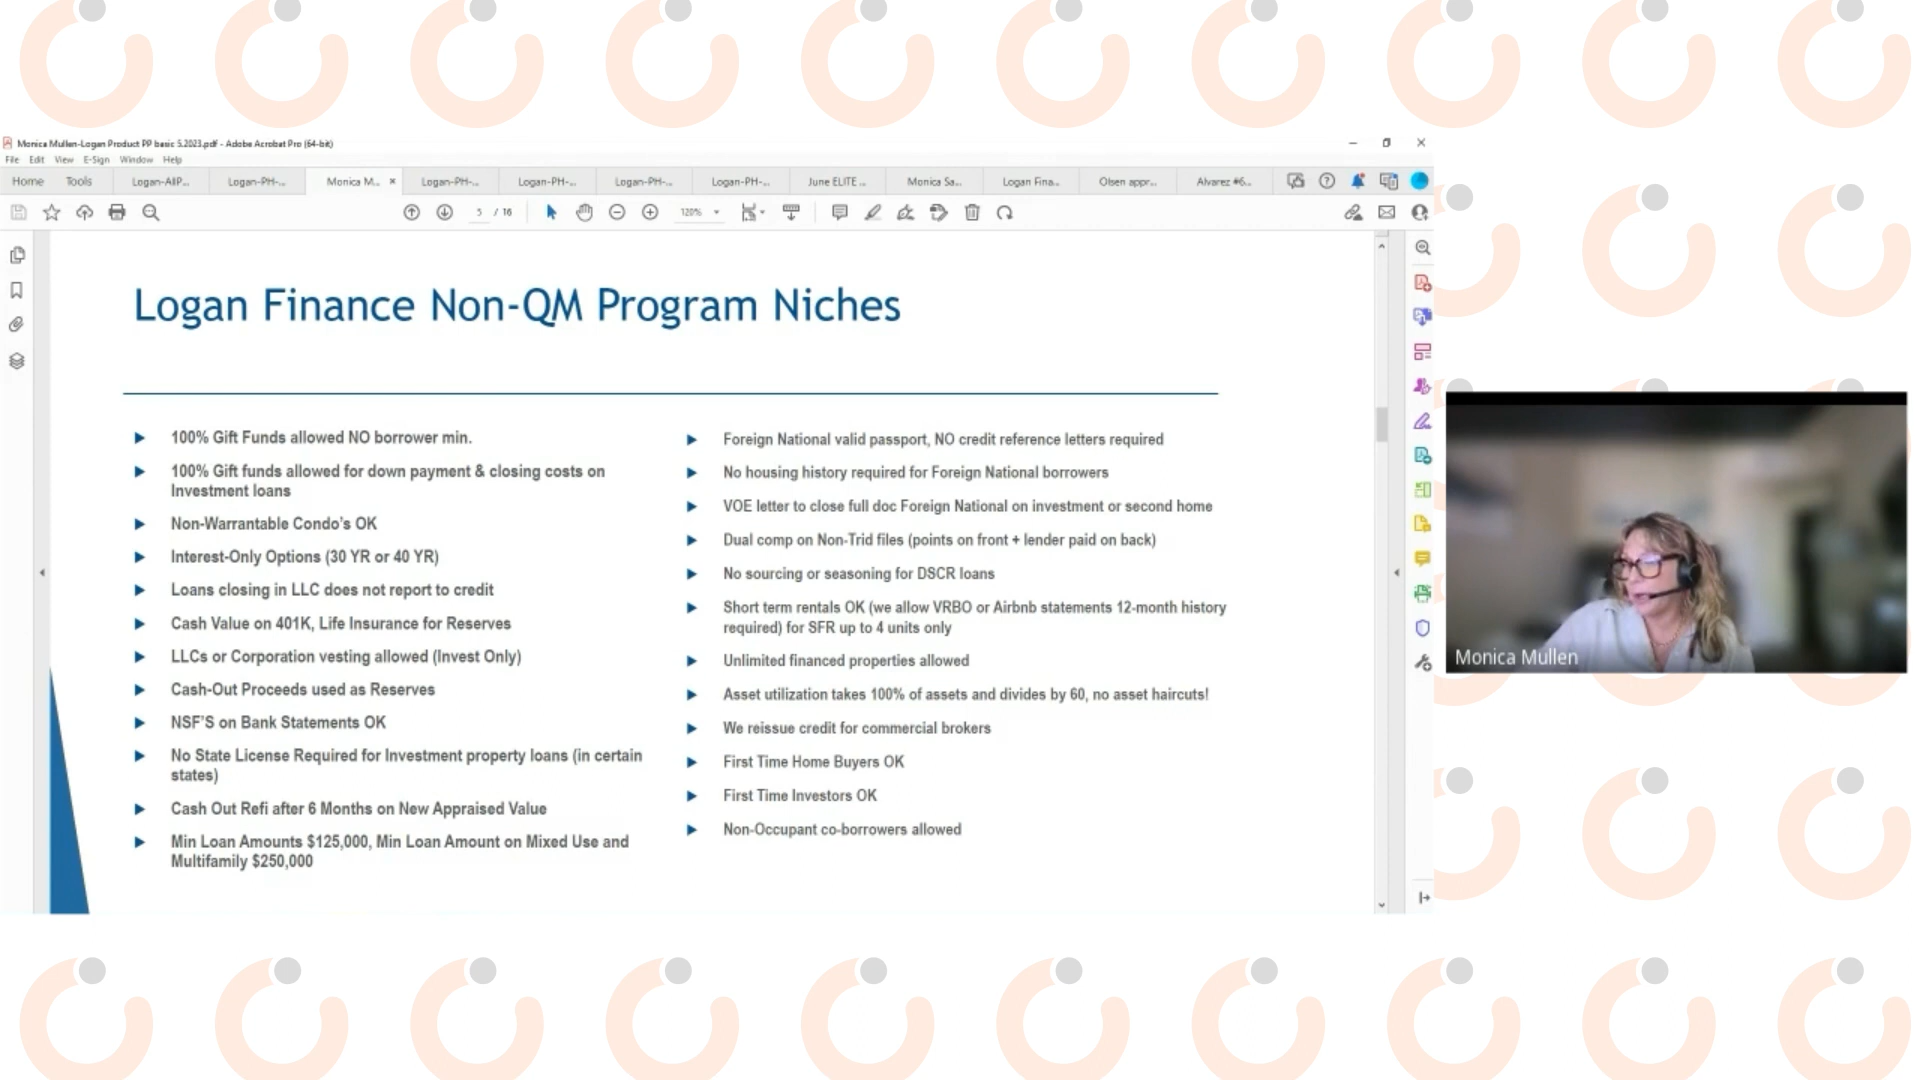 Monica Mullen-Logan Product PP basic 5.2023.pdf - Adobe Acrobat Pro (64-bit)
File Edit View E-Sign Window Help
Home Tools Logan-AllP... Logan-PH-... Monica M... × Logan-PH-... Logan-PH-... Logan-PH-... Logan-PH-... June ELITE ... Monica Sa... Logan Fina... Olsen appr... Alvarez #6...
5 / 16 120%
Logan Finance Non-QM Program Niches
100% Gift Funds allowed NO borrower min.
100% Gift funds allowed for down payment & closing costs on
Investment loans
Non-Warrantable Condo's OK
Interest-Only Options (30 YR or 40 YR)
Loans closing in LLC does not report to credit
Cash Value on 401K, Life Insurance for Reserves
LLCs or Corporation vesting allowed (Invest Only)
Cash-Out Proceeds used as Reserves
NSF'S on Bank Statements OK
No State License Required for Investment property loans (in certain
states)
Cash Out Refi after 6 Months on New Appraised Value
Min Loan Amounts $125,000, Min Loan Amount on Mixed Use and
Multifamily $250,000
Foreign National valid passport, NO credit reference letters required
No housing history required for Foreign National borrowers
VOE letter to close full doc Foreign National on investment or second home
Dual comp on Non-Trid files (points on front + lender paid on back)
No sourcing or seasoning for DSCR loans
Short term rentals OK (we allow VRBO or Airbnb statements 12-month history
required) for SFR up to 4 units only
Unlimited financed properties allowed
Asset utilization takes 100% of assets and divides by 60, no asset haircuts!
We reissue credit for commercial brokers
First Time Home Buyers OK
First Time Investors OK
Non-Occupant co-borrowers allowed
Monica Mullen